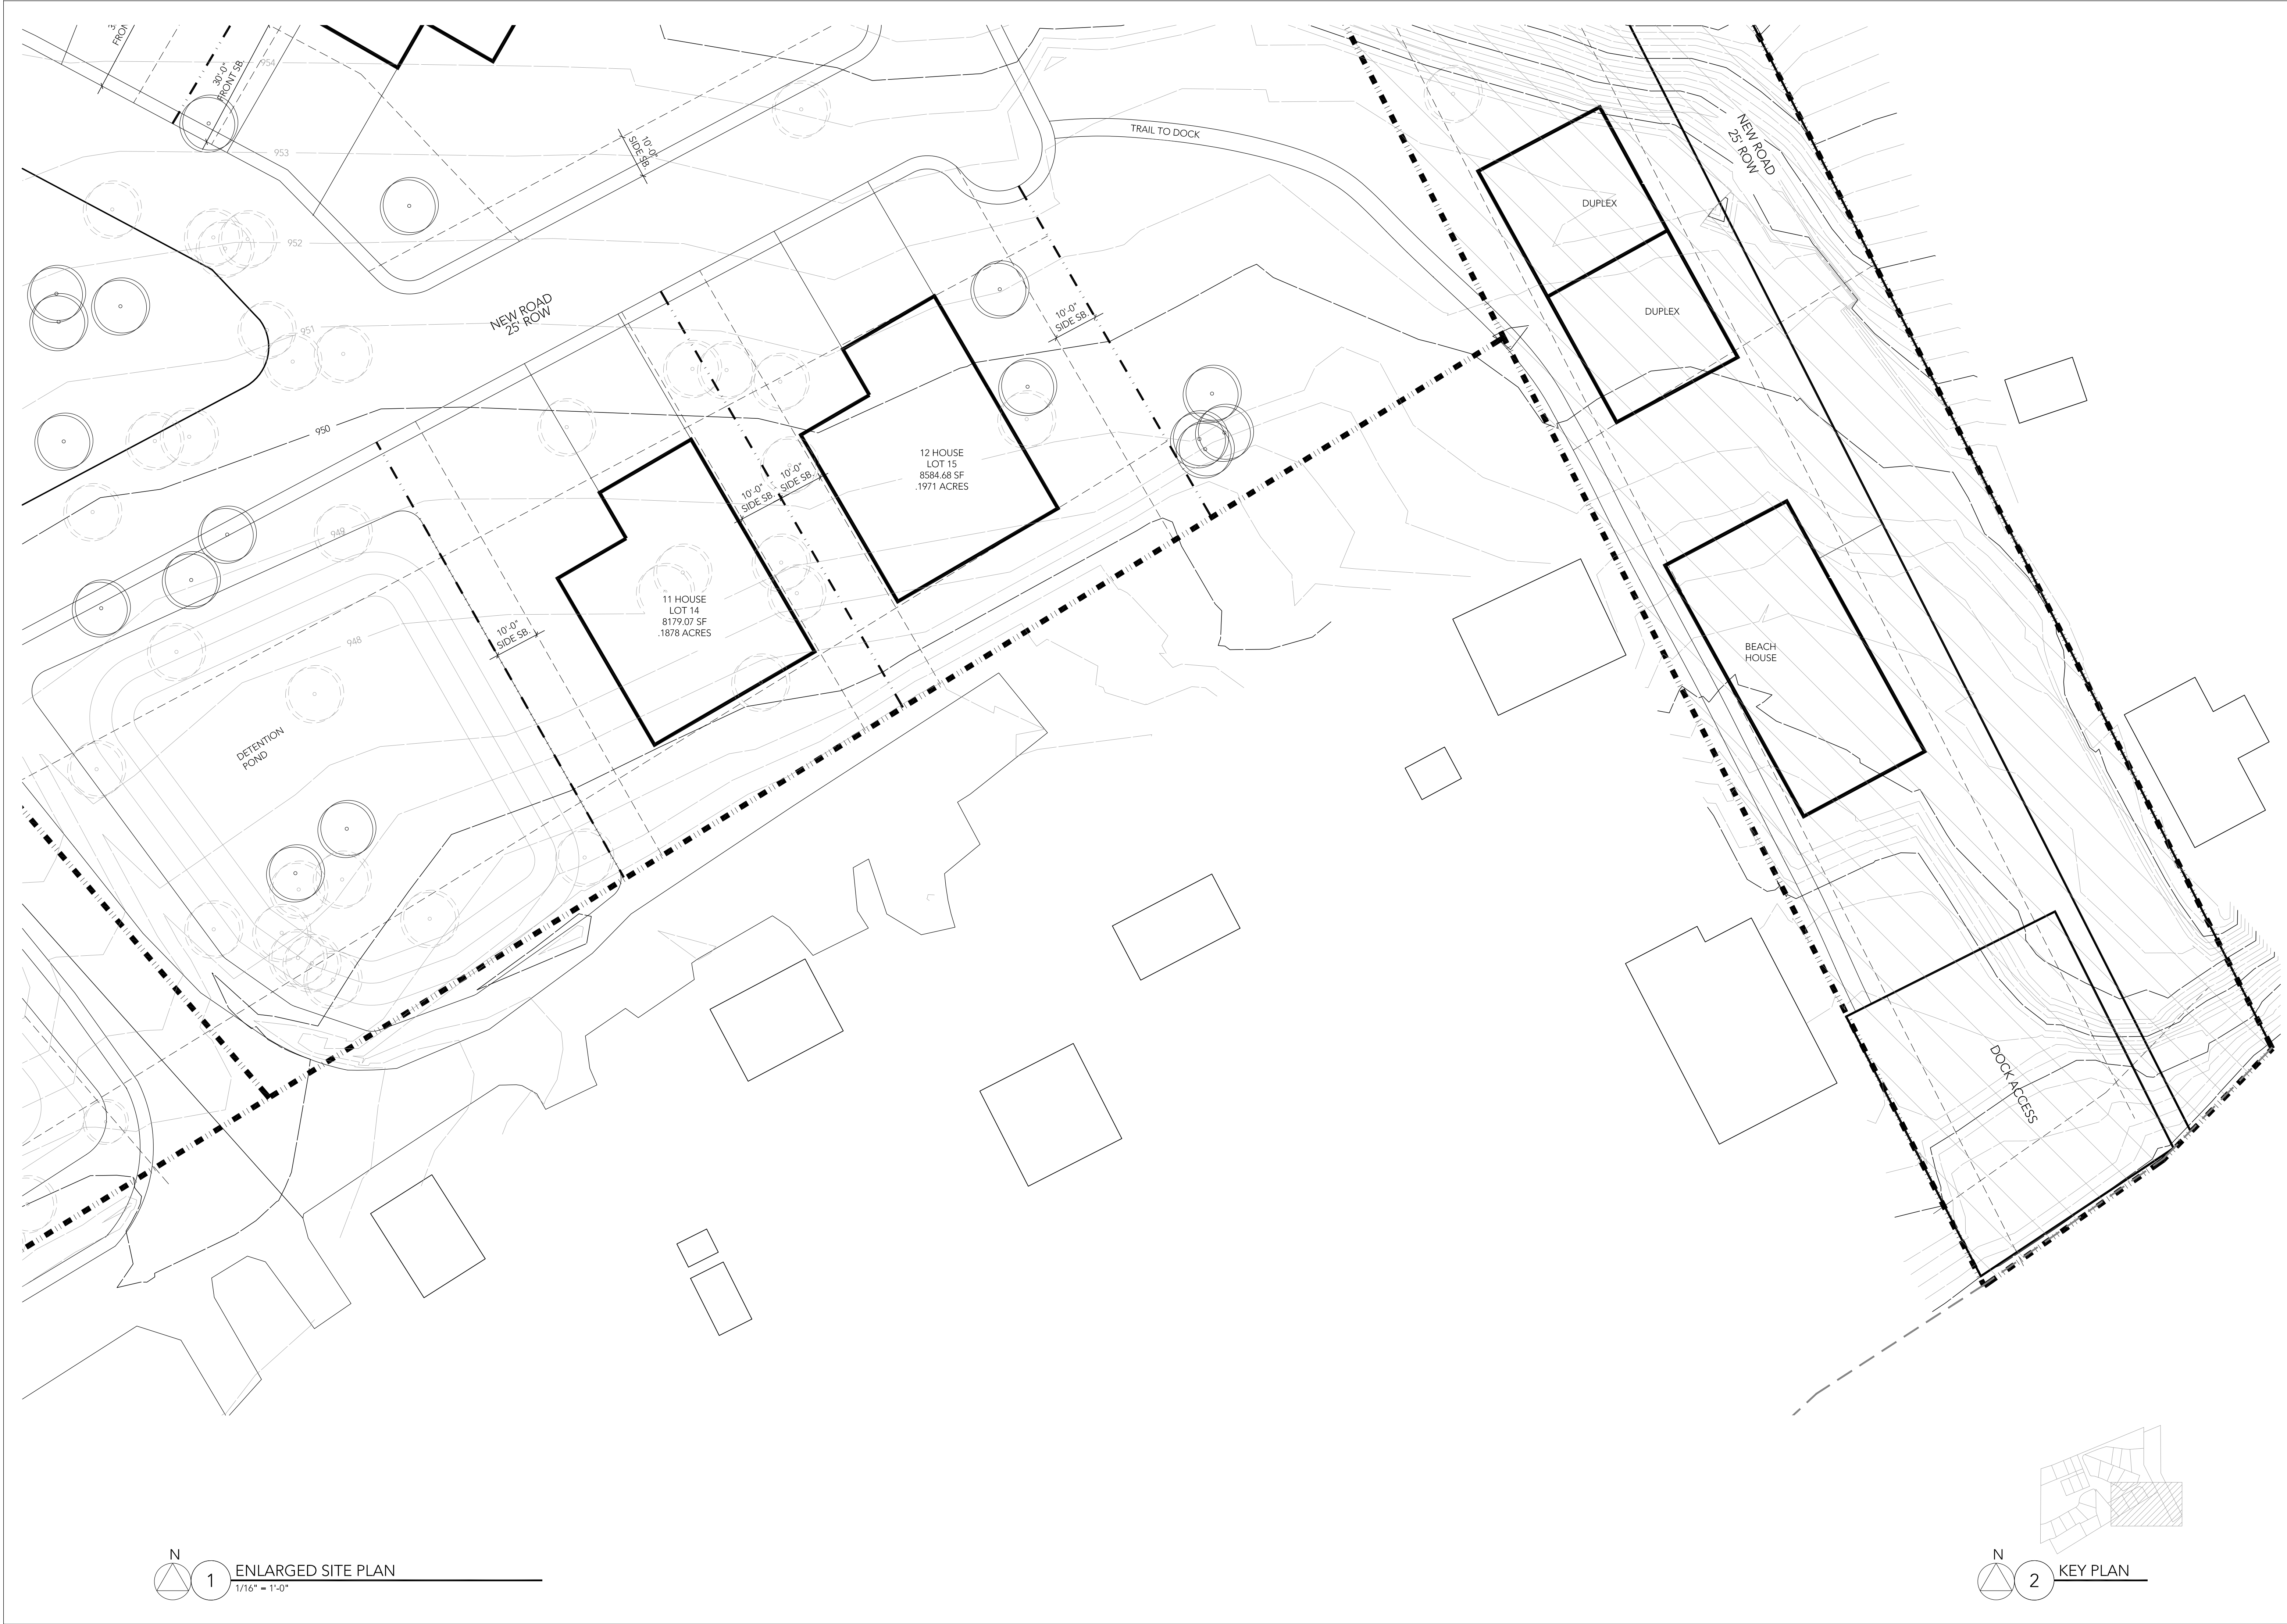 30'-0"
FRONT SB.
954
953
952
951
950
949
948
10'-0"
SIDE SB.
TRAIL TO DOCK
NEW ROAD
25' ROW
DUPLEX
DUPLEX
NEW ROAD
25' ROW
10'-0"
SIDE SB.
12 HOUSE
LOT 15
8584.68 SF
.1971 ACRES
10'-0"
SIDE SB.
10'-0"
SIDE SB.
11 HOUSE
LOT 14
8179.07 SF
.1878 ACRES
10'-0"
SIDE SB.
BEACH
HOUSE
DETENTION
POND
DOCK ACCESS
N
1
ENLARGED SITE PLAN
1/16" = 1'-0"
N
2
KEY PLAN